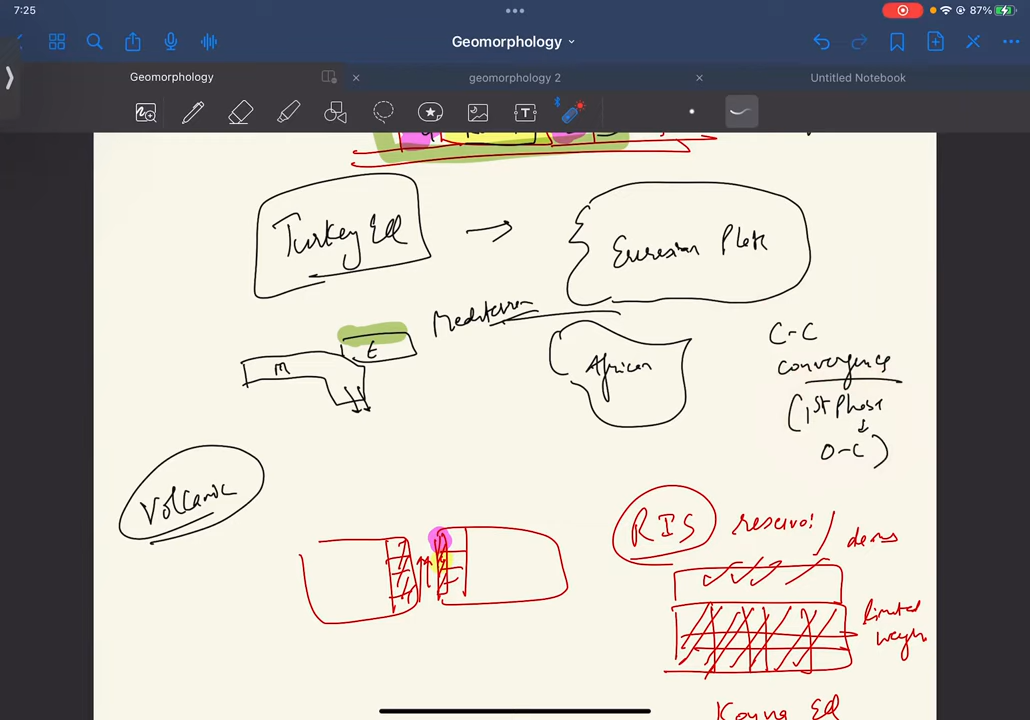 7:25
87%
Geomorphology
Geomorphology
geomorphology 2
Untitled Notebook
Turkey EQ
Eurasian Plate
Mediterran
E
M
African
C-C
convergence
(1st Phase
O-C)
Volcanic
RIS
reservoi
/
dams
limited
weight
Koyna EQ